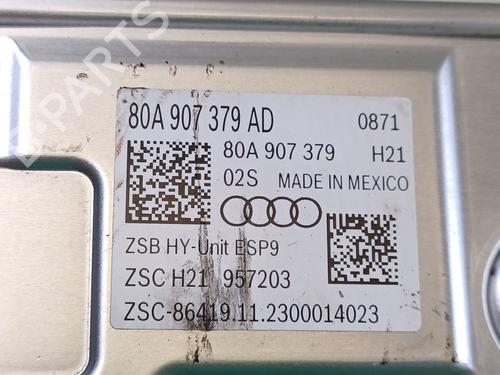 80A 907 379 AD 0871
80A 907 379 H21
02S MADE IN MEXICO
ZSB HY-Unit ESP9
ZSC H21 957203
ZSC-86419.11.2300014023
B-PARTS